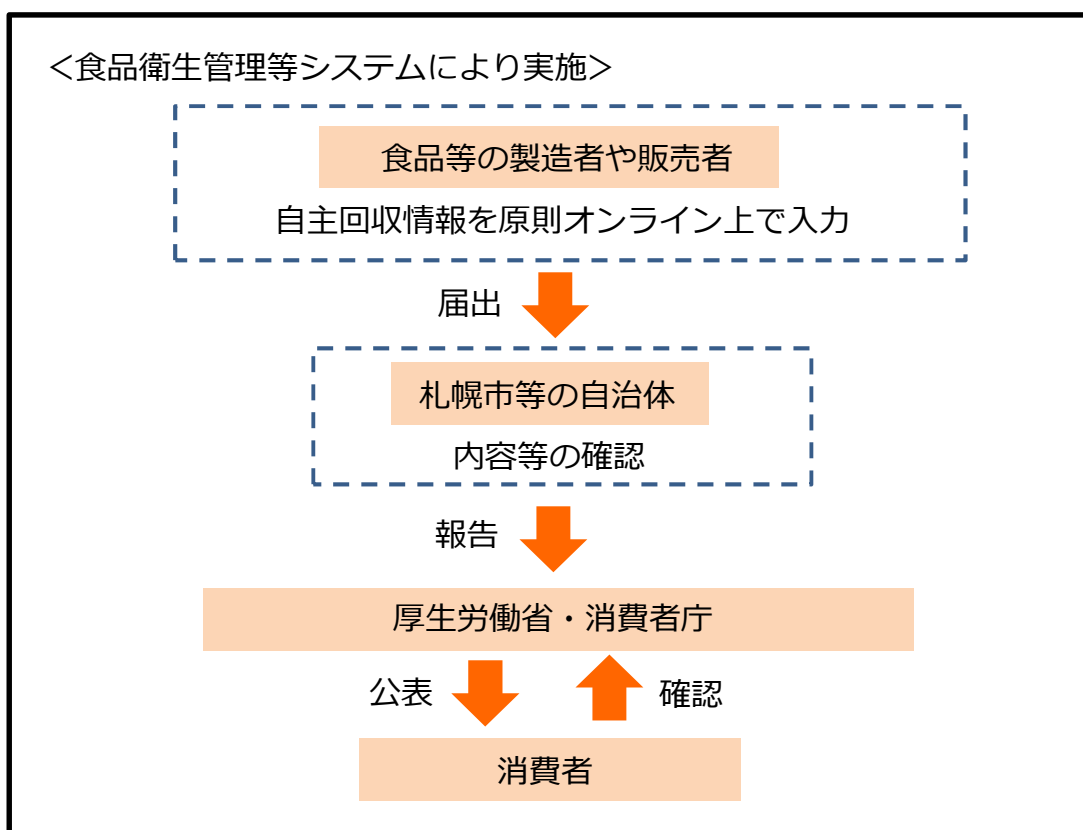 ＜食品衛生管理等システムにより実施＞
食品等の製造者や販売者
自主回収情報を原則オンライン上で入力
届出
札幌市等の自治体
内容等の確認
報告
厚生労働省・消費者庁
公表
確認
消費者